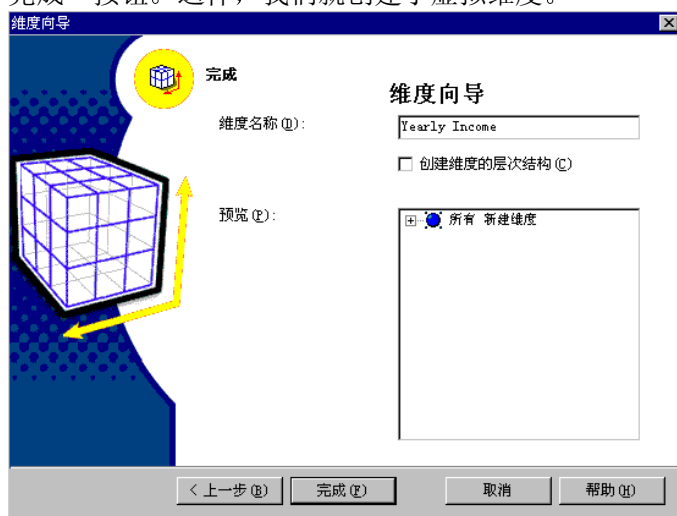 完成”按钮。这样，我们就创建了虚拟维度。
维度向导
完成
维度向导
维度名称(D):
Yearly Income
创建维度的层次结构(C)
预览(P):
所有 新建维度
< 上一步(B)
完成(F)
取消
帮助(H)